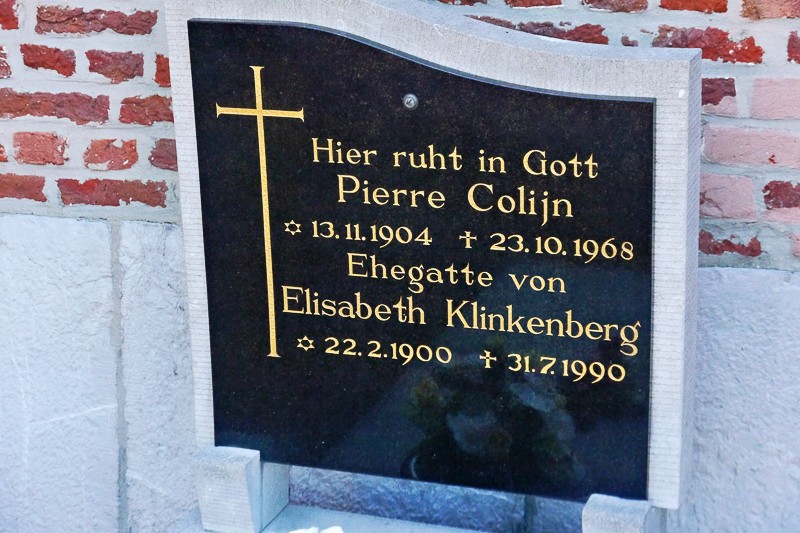 Hier ruht in Gott
Pierre Colijn
✡ 13.11.1904 ✝ 23.10.1968
Ehegatte von
Elisabeth Klinkenberg
✡ 22.2.1900 ✝ 31.7.1990